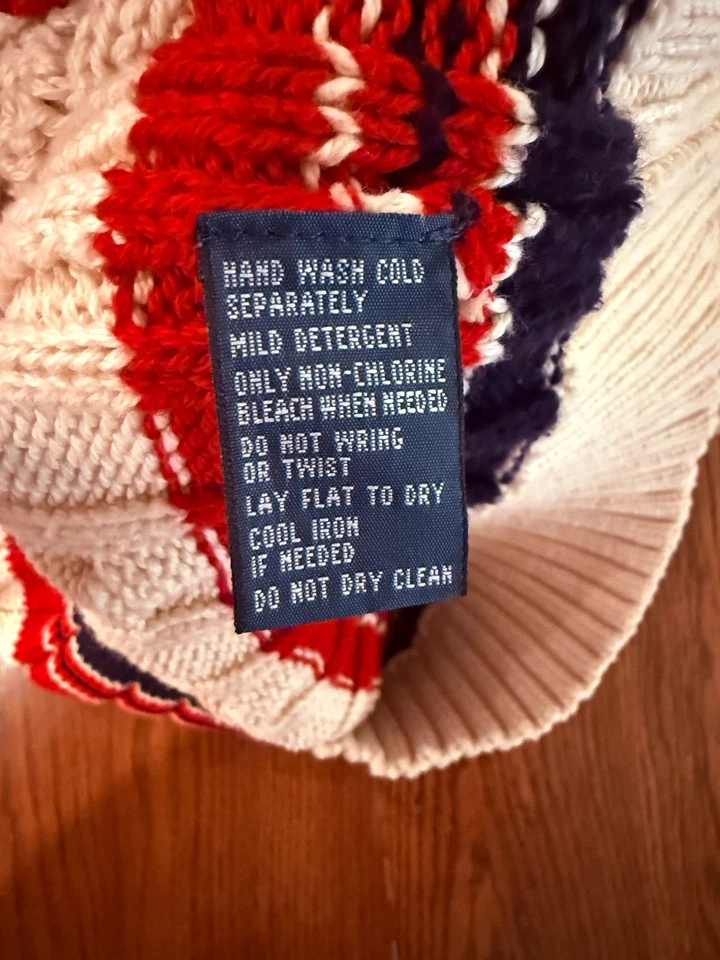 HAND WASH COLD
SEPARATELY
MILD DETERGENT
ONLY NON-CHLORINE
BLEACH WHEN NEEDED
DO NOT WRING
OR TWIST
LAY FLAT TO DRY
COOL IRON
IF NEEDED
DO NOT DRY CLEAN